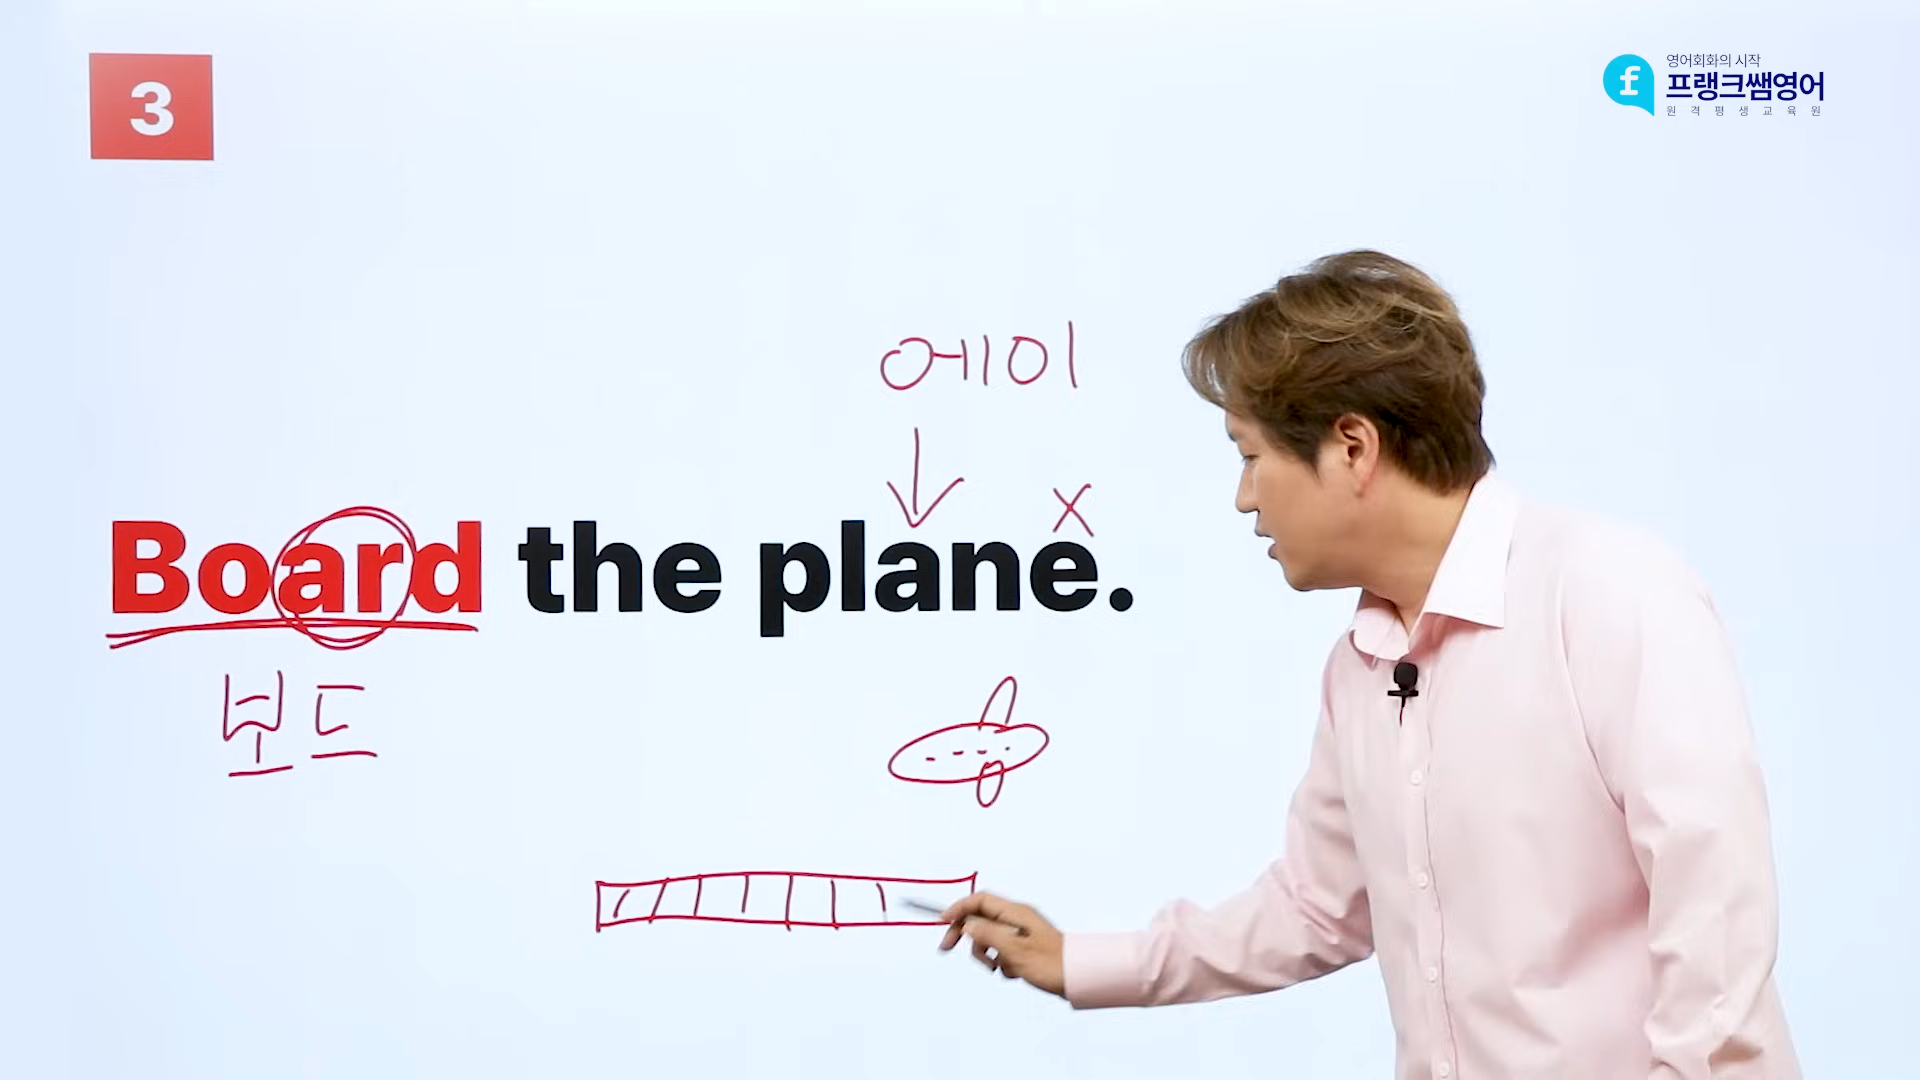 3
영어회화의 시작
f 프랭크쌤영어
원격평생교육원
에이
x
Board the plane.
보드